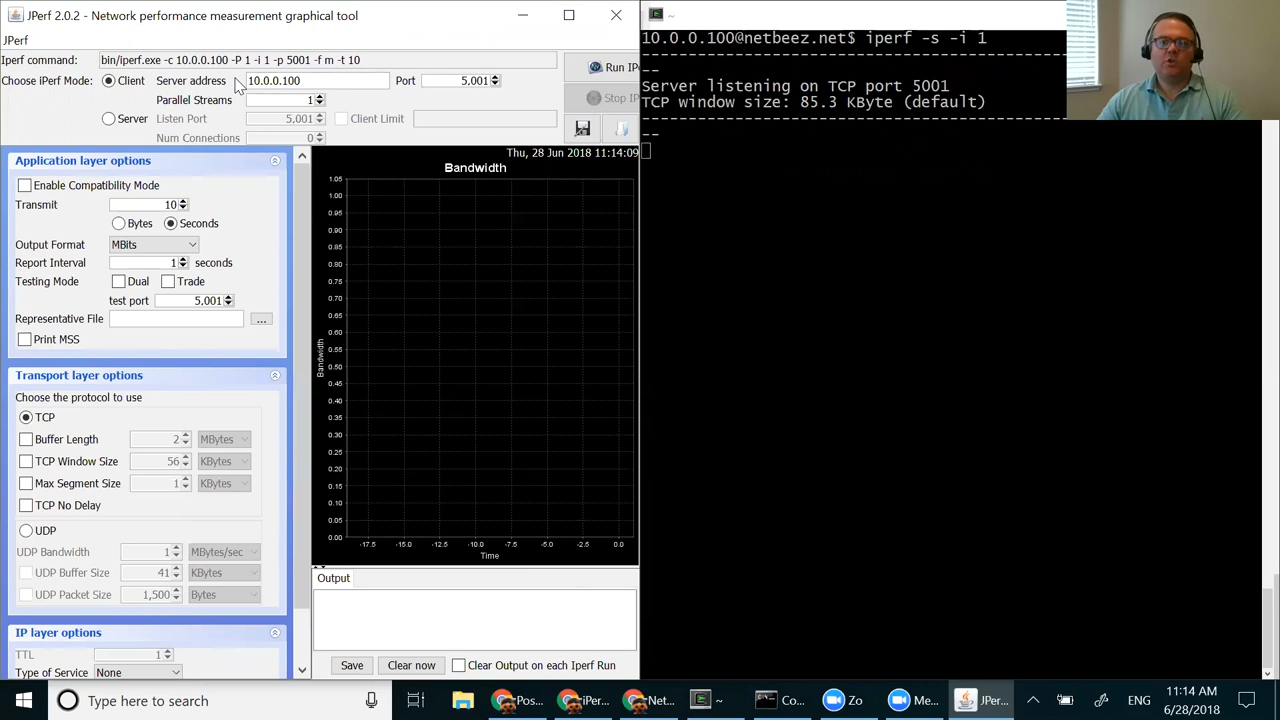 JPerf 2.0.2 - Network performance measurement graphical tool
JPerf
Iperf command:
bin/iperf.exe -c 10.0.0.100 -P 1 -i 1 -p 5001 -f m -t 10
Choose iPerf Mode:
Client
Server address
10.0.0.100
Port
5,001
Run IPe
Parallel Streams
1
Stop IP
Server
Listen Port
5,001
Client Limit
Num Connections
0
Application layer options
Enable Compatibility Mode
Transmit
10
Bytes
Seconds
Output Format
MBits
Report Interval
1
seconds
Testing Mode
Dual
Trade
test port
5,001
Representative File
...
Print MSS
Transport layer options
Choose the protocol to use
TCP
Buffer Length
2
MBytes
TCP Window Size
56
KBytes
Max Segment Size
1
KBytes
TCP No Delay
UDP
UDP Bandwidth
1
MBytes/sec
UDP Buffer Size
41
KBytes
UDP Packet Size
1,500
Bytes
IP layer options
TTL
1
Type of Service
None
Thu, 28 Jun 2018 11:14:09
Bandwidth
1.05
1.00
0.95
0.90
0.85
0.80
0.75
0.70
0.65
0.60
0.55
0.50
0.45
0.40
0.35
0.30
0.25
0.20
0.15
0.10
0.05
0.00
Bandwidth
-17.5 -15.0 -12.5 -10.0 -7.5 -5.0 -2.5 0.0
Time
Output
Save
Clear now
Clear Output on each Iperf Run
~
10.0.0.100@netbeez.net$ iperf -s -i 1
------------------------------------------------------------
--
Server listening on TCP port 5001
TCP window size: 85.3 KByte (default)
------------------------------------------------------------
--
Type here to search
Pos...
iPer...
Net...
~
Co...
Zo
Me...
JPer...
ENG
11:14 AM
6/28/2018